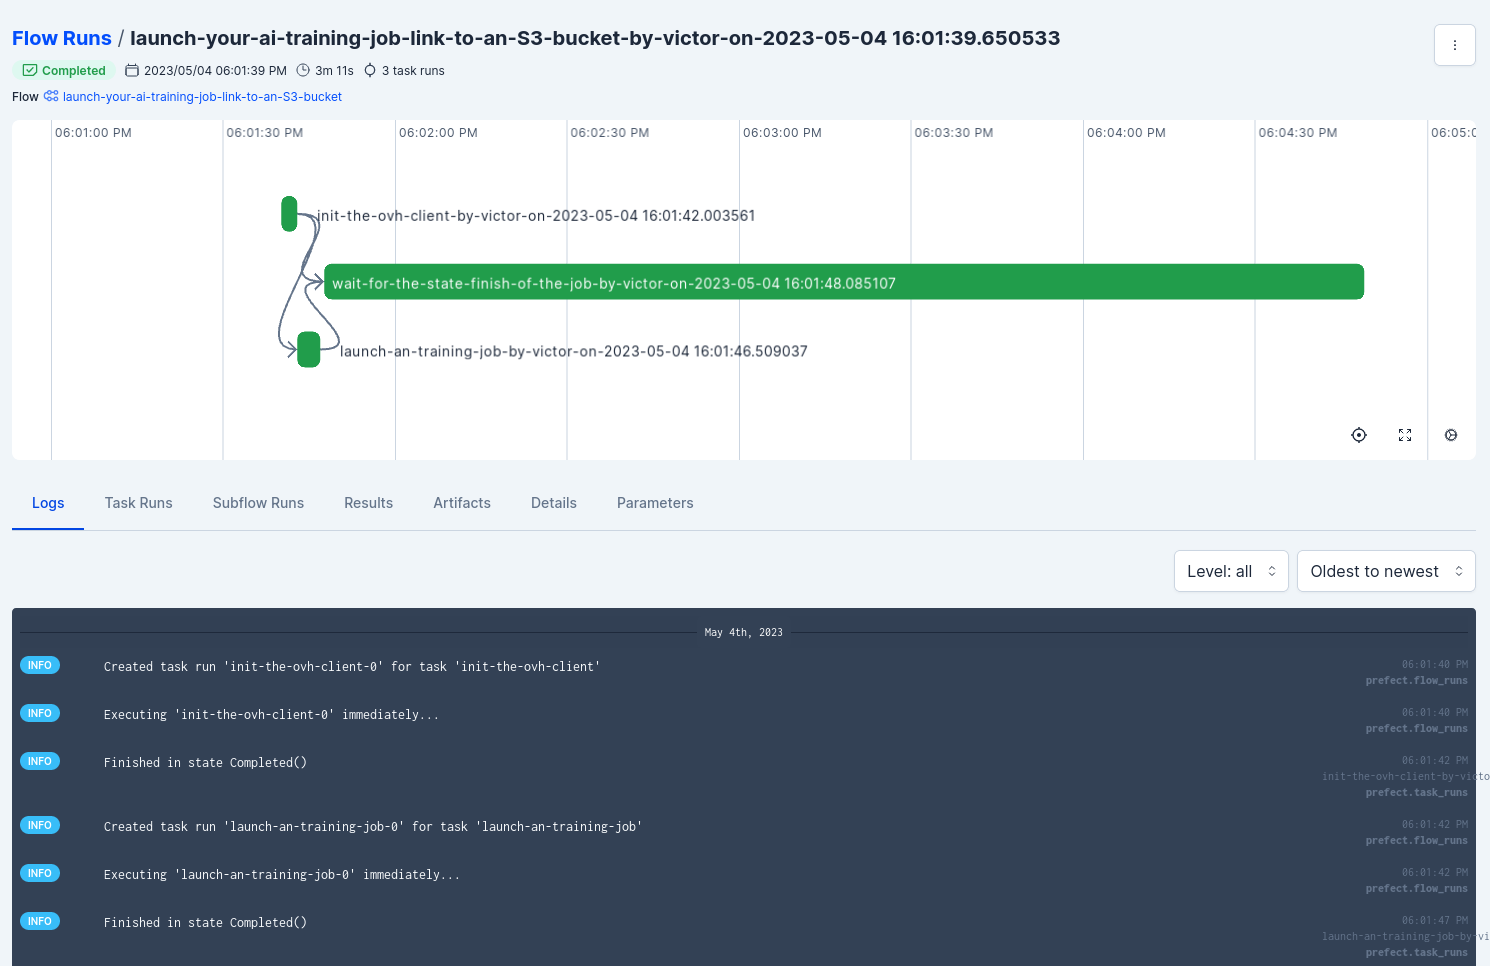 Flow Runs / launch-your-ai-training-job-link-to-an-S3-bucket-by-victor-on-2023-05-04 16:01:39.650533
Completed 2023/05/04 06:01:39 PM 3m 11s 3 task runs
Flow launch-your-ai-training-job-link-to-an-S3-bucket
06:01:00 PM 06:01:30 PM 06:02:00 PM 06:02:30 PM 06:03:00 PM 06:03:30 PM 06:04:00 PM 06:04:30 PM 06:05:0
init-the-ovh-client-by-victor-on-2023-05-04 16:01:42.003561
wait-for-the-state-finish-of-the-job-by-victor-on-2023-05-04 16:01:48.085107
launch-an-training-job-by-victor-on-2023-05-04 16:01:46.509037
Logs Task Runs Subflow Runs Results Artifacts Details Parameters
Level: all Oldest to newest
May 4th, 2023
INFO Created task run 'init-the-ovh-client-0' for task 'init-the-ovh-client' 06:01:40 PM
prefect.flow_runs
INFO Executing 'init-the-ovh-client-0' immediately... 06:01:40 PM
prefect.flow_runs
INFO Finished in state Completed() 06:01:42 PM
init-the-ovh-client-by-victo
prefect.task_runs
INFO Created task run 'launch-an-training-job-0' for task 'launch-an-training-job' 06:01:42 PM
prefect.flow_runs
INFO Executing 'launch-an-training-job-0' immediately... 06:01:42 PM
prefect.flow_runs
INFO Finished in state Completed() 06:01:47 PM
launch-an-training-job-by-vi
prefect.task_runs